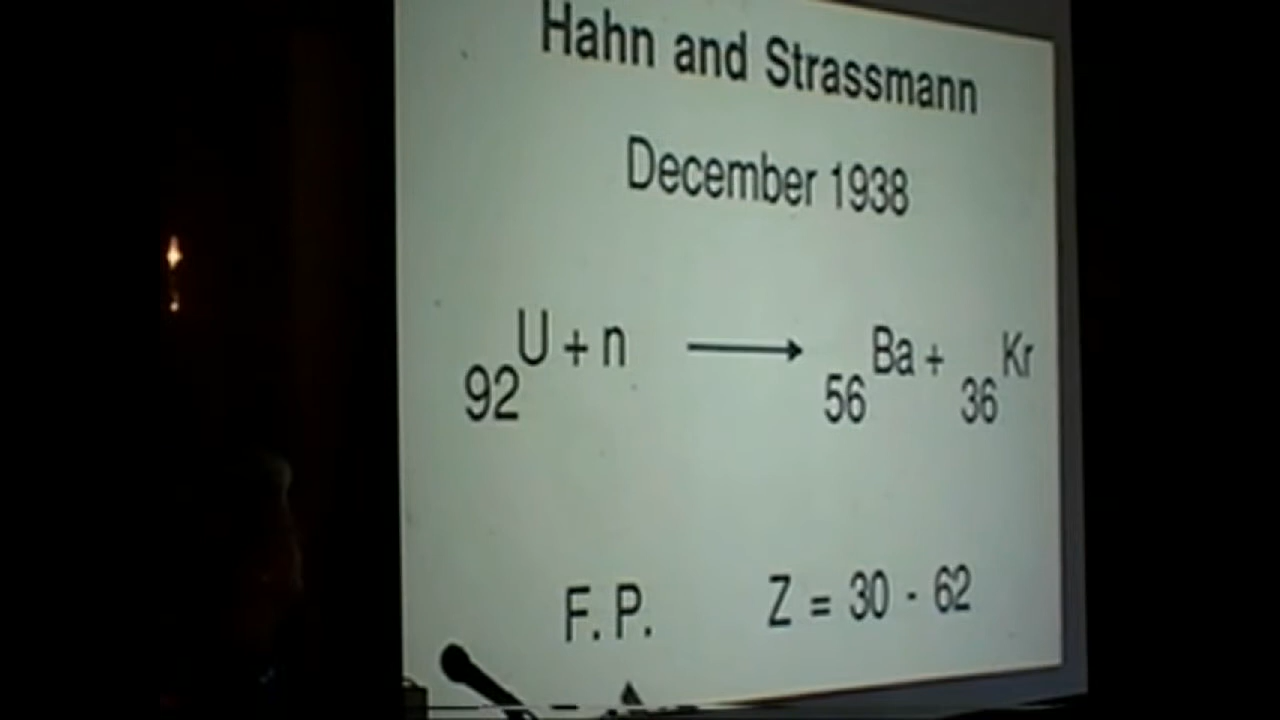 Hahn and Strassmann
December 1938
92U + n → 56Ba + 36Kr
F. P. Z = 30 - 62